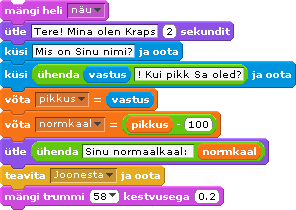 mängi heli näu
ütle Tere! Mina olen Kraps 2 sekundit
küsi Mis on Sinu nimi? ja oota
küsi ühenda vastus ! Kui pikk Sa oled? ja oota
võta pikkus = vastus
võta normkaal = pikkus - 100
ütle ühenda Sinu normaalkaal: normkaal
teavita Joonesta ja oota
mängi trummi 58 kestvusega 0.2